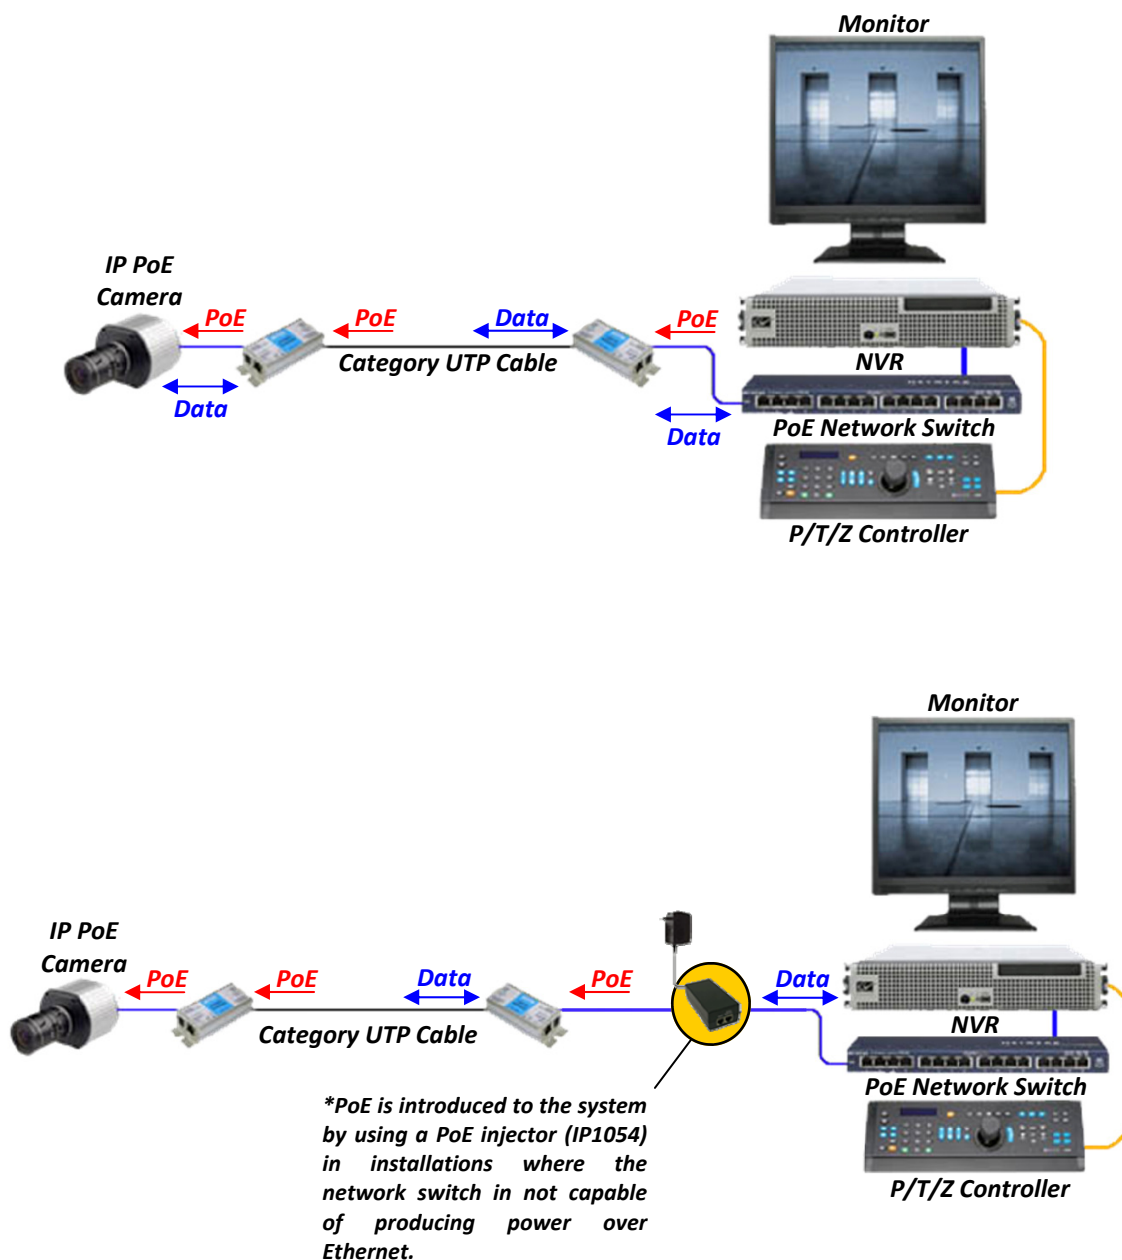 Monitor
IP PoE
Camera
PoE
PoE
Data
PoE
Category UTP Cable
NVR
Data
Data
PoE Network Switch
P/T/Z Controller
Monitor
IP PoE
Camera
PoE
PoE
Data
PoE
Data
Category UTP Cable
NVR
PoE Network Switch
*PoE is introduced to the system
by using a PoE injector (IP1054)
in installations where the
network switch in not capable
of producing power over
Ethernet.
P/T/Z Controller